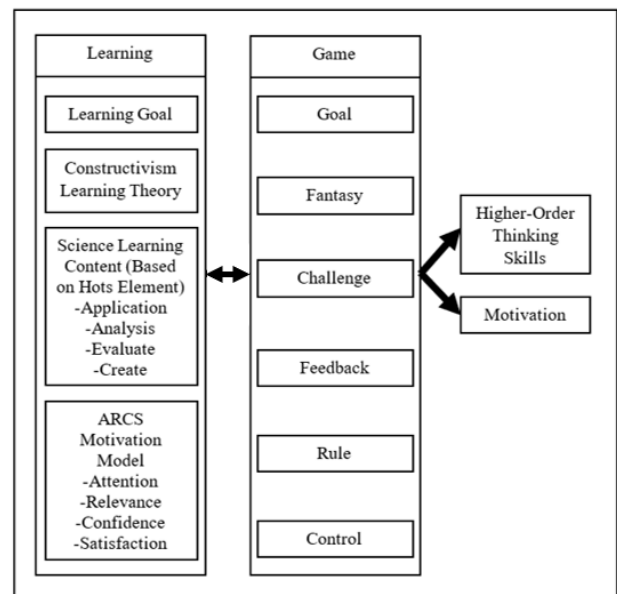 Learning
Learning Goal
Constructivism
Learning Theory
Science Learning
Content (Based
on Hots Element)
-Application
-Analysis
-Evaluate
-Create
ARCS
Motivation
Model
-Attention
-Relevance
-Confidence
-Satisfaction
Game
Goal
Fantasy
Challenge
Feedback
Rule
Control
Higher-Order
Thinking
Skills
Motivation